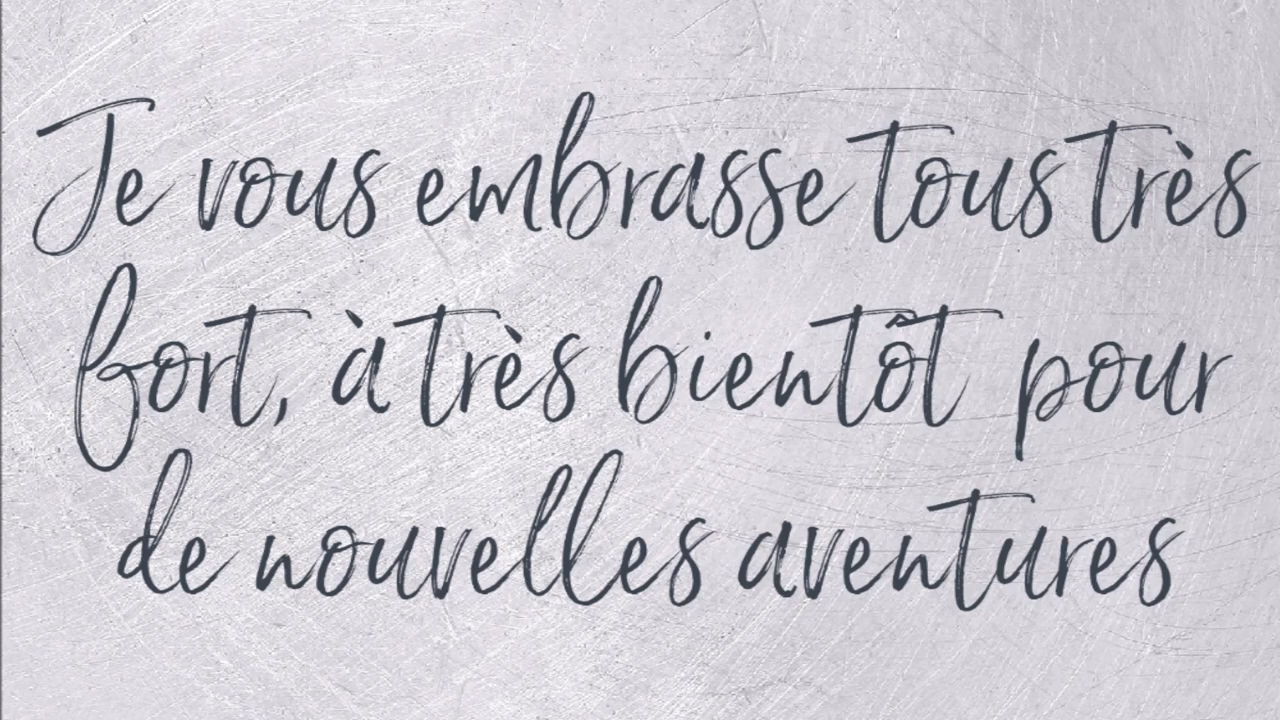 Je vous embrasse tous très
fort, à très bientôt pour
de nouvelles aventures